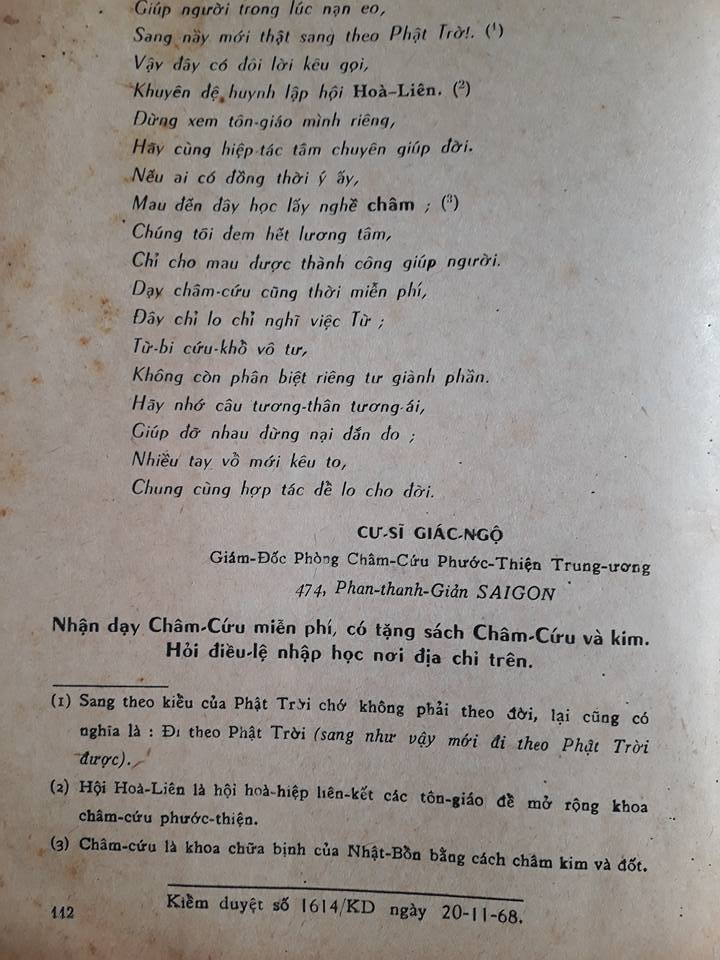 Giúp người trong lúc nạn eo,
Sang nầy mới thật sang theo Phật Trờ!. (1)
Vậy đây có đôi lời kêu gọi,
Khuyên đệ huynh lập hội Hoà-Liên. (2)
Đừng xem tôn-giáo mình riêng,
Hãy cùng hiệp-tác tâm chuyên giúp đời.
Nếu ai có đồng thời ý ấy,
Mau đến đây học lấy nghề châm ; (3)
Chúng tôi đem hết lương tâm,
Chỉ cho mau được thành công giúp người.
Dạy châm-cứu cũng thời miễn phí,
Đây chỉ lo chỉ nghĩ việc Từ ;
Từ-bi cứu-khổ vô tư,
Không còn phân biệt riêng tư giành phần.
Hãy nhớ câu tương-thân tương-ái,
Giúp đỡ nhau đừng nại đắn đo ;
Nhiều tay vỗ mới kêu to,
Chung cùng hợp tác để lo cho đời.
CƯ-SĨ GIÁC-NGỘ
Giám-Đốc Phòng Châm-Cứu Phước-Thiện Trung-ương
474, Phan-thanh-Giản SAIGON
Nhận dạy Châm-Cứu miễn phí, có tặng sách Châm-Cứu và kim.
Hỏi điều-lệ nhập học nơi địa chỉ trên.
(1) Sang theo kiểu của Phật Trời chớ không phải theo đời, lại cũng có
nghĩa là : Đi theo Phật Trời (sang như vậy mới đi theo Phật Trời
được).
(2) Hội Hoà-Liên là hội hoà-hiệp liên-kết các tôn-giáo để mở rộng khoa
châm-cứu phước-thiện.
(3) Châm-cứu là khoa chữa bịnh của Nhật-Bổn bằng cách châm kim và đốt.
Kiểm duyệt số 1614/KD ngày 20-11-68.
112